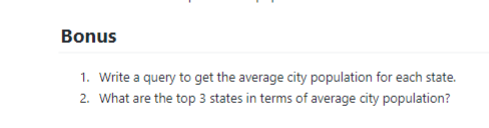 Bonus
1. Write a query to get the average city population for each state.
2. What are the top 3 states in terms of average city population?